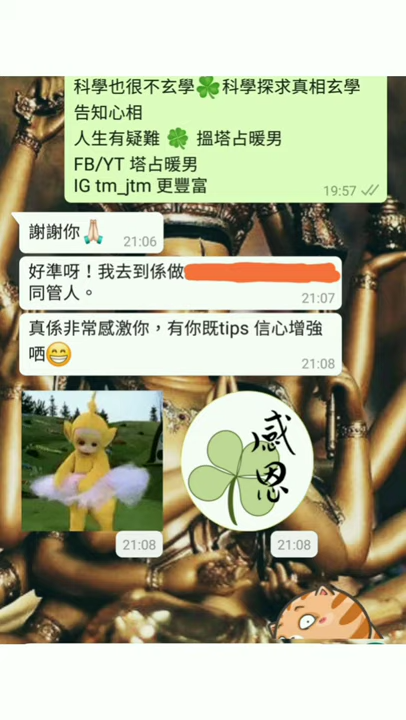 科學也很不玄學☘️科學探求真相玄學
告知心相
人生有疑難 🍀 搵塔占暖男
FB/YT 塔占暖男
IG tm_jtm 更豐富
19:57
謝謝你🙏🏻
21:06
好準呀！我去到係做
同管人。
21:07
真係非常感激你，有你既tips 信心增強
哂😁
21:08
感恩
21:08
21:08